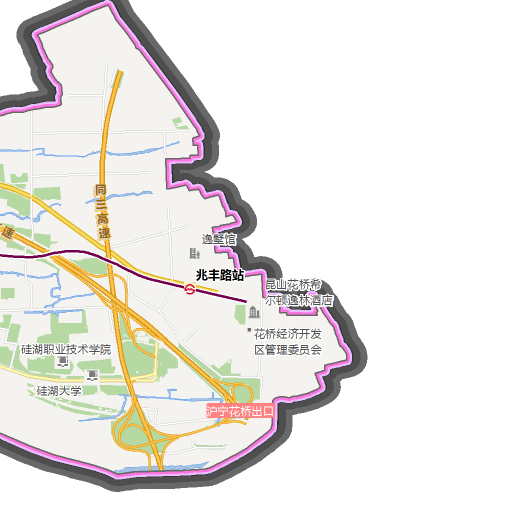 同三高速
速
逸墅馆
兆丰路站
昆山花桥希
尔顿逸林酒店
花桥经济开发
区管理委员会
硅湖职业技术学院
硅湖大学
沪宁花桥出口